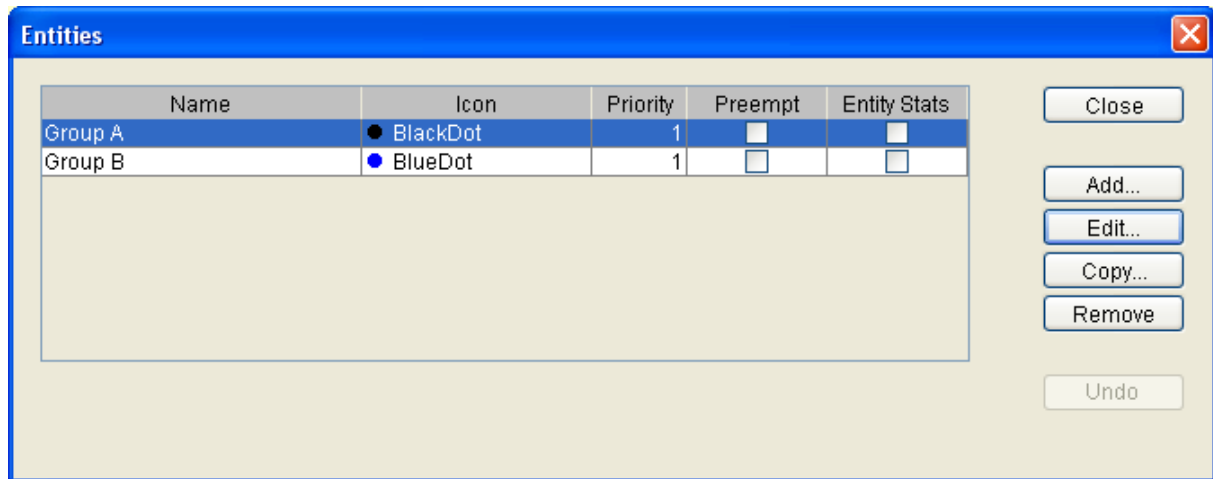 Entities
Name Icon Priority Preempt Entity Stats
Group A BlackDot 1
Group B BlueDot 1
Close
Add...
Edit...
Copy...
Remove
Undo